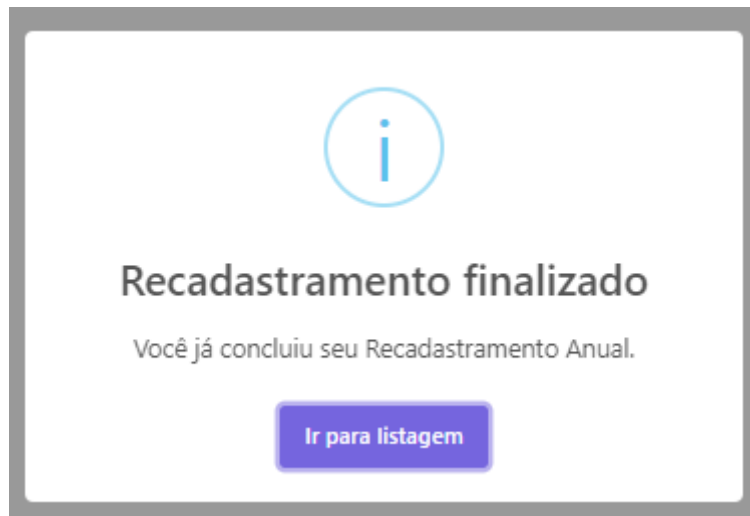 i
Recadastramento finalizado
Você já concluiu seu Recadastramento Anual.
Ir para listagem